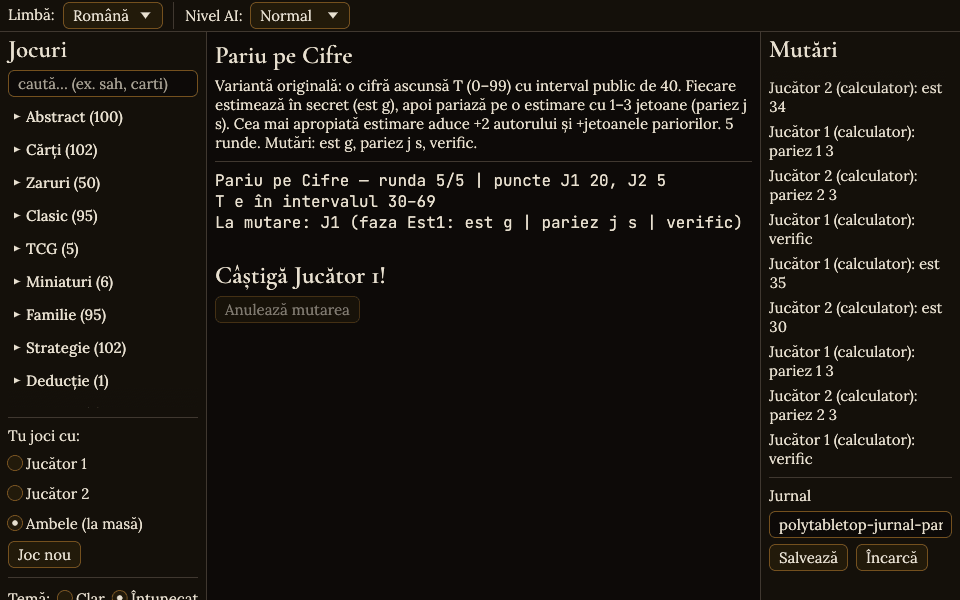 Limbă:
Română
Nivel AI:
Normal
Jocuri
caută... (ex. sah, carti)
Abstract (100)
Cărți (102)
Zaruri (50)
Clasic (95)
TCG (5)
Miniaturi (6)
Familie (95)
Strategie (102)
Deducție (1)
Tu joci cu:
Jucător 1
Jucător 2
Ambele (la masă)
Joc nou
Temă:
Clar
Întunecat
Pariu pe Cifre
Variantă originală: o cifră ascunsă T (0–99) cu interval public de 40. Fiecare
estimează în secret (est g), apoi pariază pe o estimare cu 1–3 jetoane (pariez j
s). Cea mai apropiată estimare aduce +2 autorului și +jetoanele pariorilor. 5
runde. Mutări: est g, pariez j s, verific.
Pariu pe Cifre — runda 5/5 | puncte J1 20, J2 5
T e în intervalul 30–69
La mutare: J1 (faza Est1: est g | pariez j s | verific)
Câștigă Jucător 1!
Anulează mutarea
Mutări
Jucător 2 (calculator): est
34
Jucător 1 (calculator):
pariez 1 3
Jucător 2 (calculator):
pariez 2 3
Jucător 1 (calculator):
verific
Jucător 1 (calculator): est
35
Jucător 2 (calculator): est
30
Jucător 1 (calculator):
pariez 1 3
Jucător 2 (calculator):
pariez 2 3
Jucător 1 (calculator):
verific
Jurnal
polytabletop-jurnal-par
Salvează
Încarcă